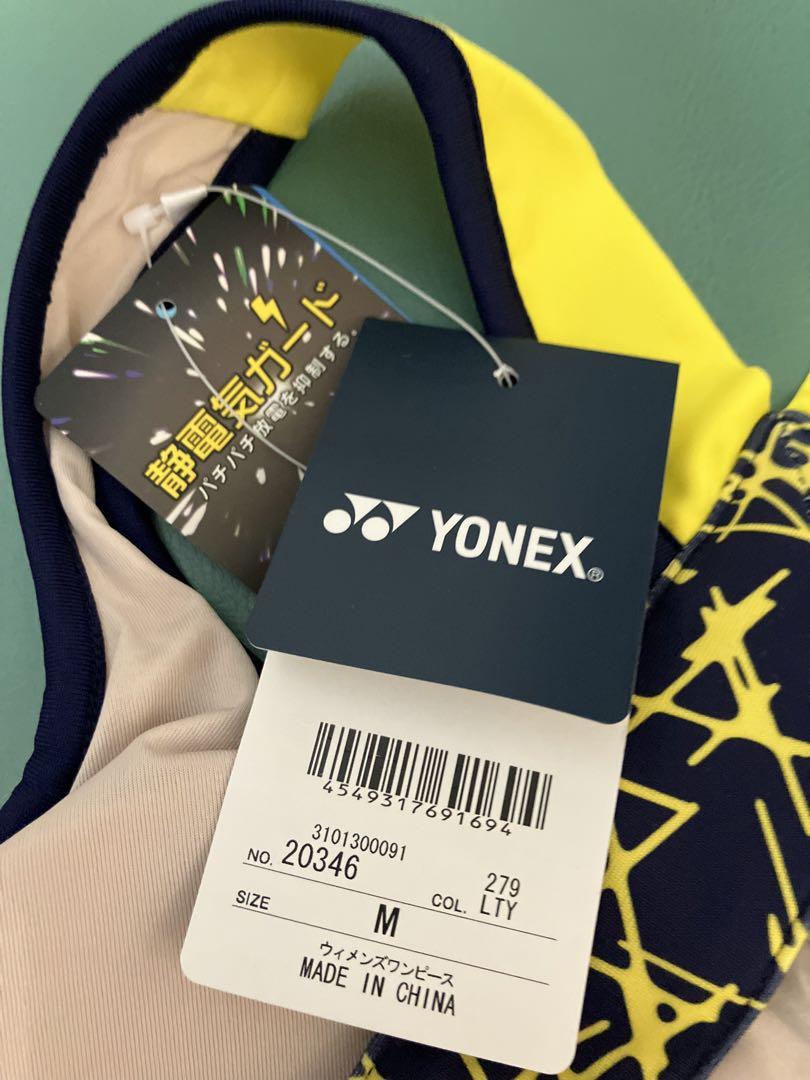 静電気ガード
パチパチ放電を抑制する。
YONEX®
4549317691694
3101300091
NO. 20346
279
COL. LTY
SIZE M
ウィメンズワンピース
MADE IN CHINA